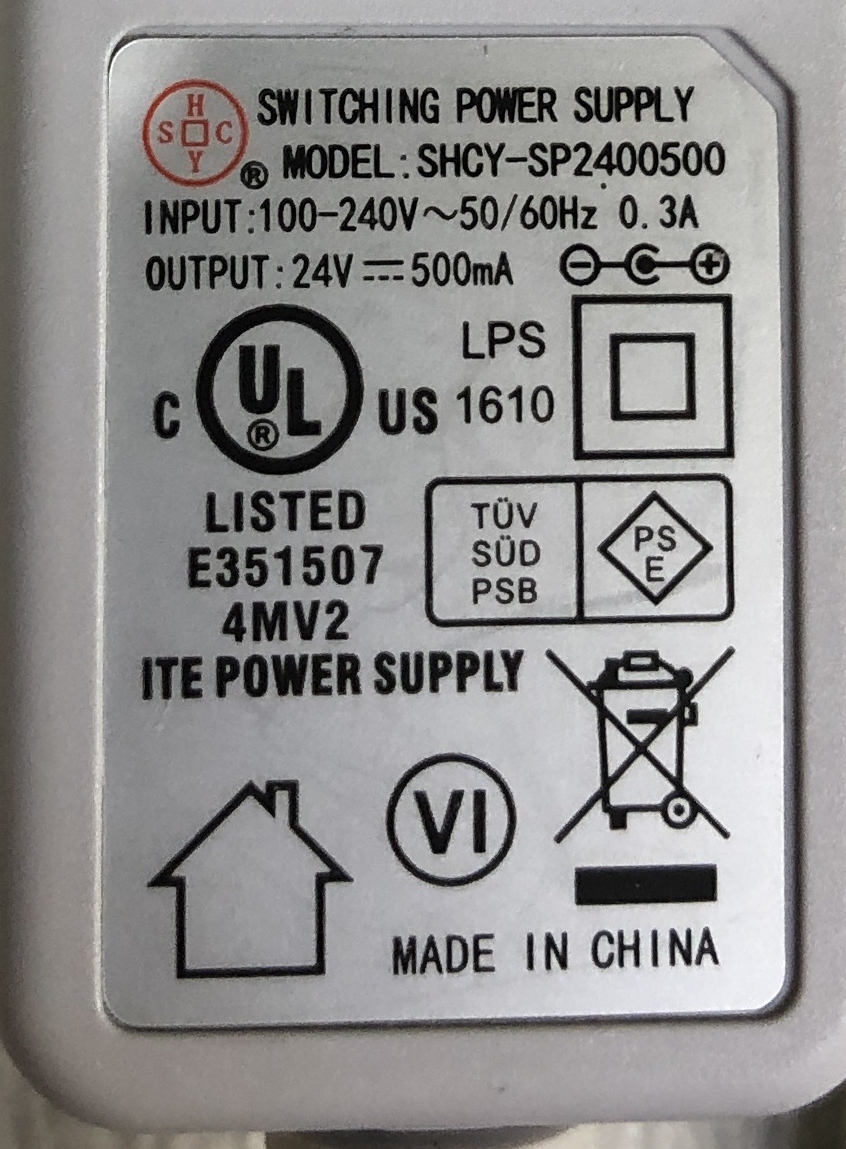 H
S C
Y
®
SWITCHING POWER SUPPLY
MODEL:SHCY-SP2400500
INPUT:100-240V~50/60Hz 0.3A
OUTPUT:24V⎓500mA
C UL® US
LPS
1610
LISTED
E351507
4MV2
ITE POWER SUPPLY
TÜV
SÜD
PSB
PS
E
VI
MADE IN CHINA